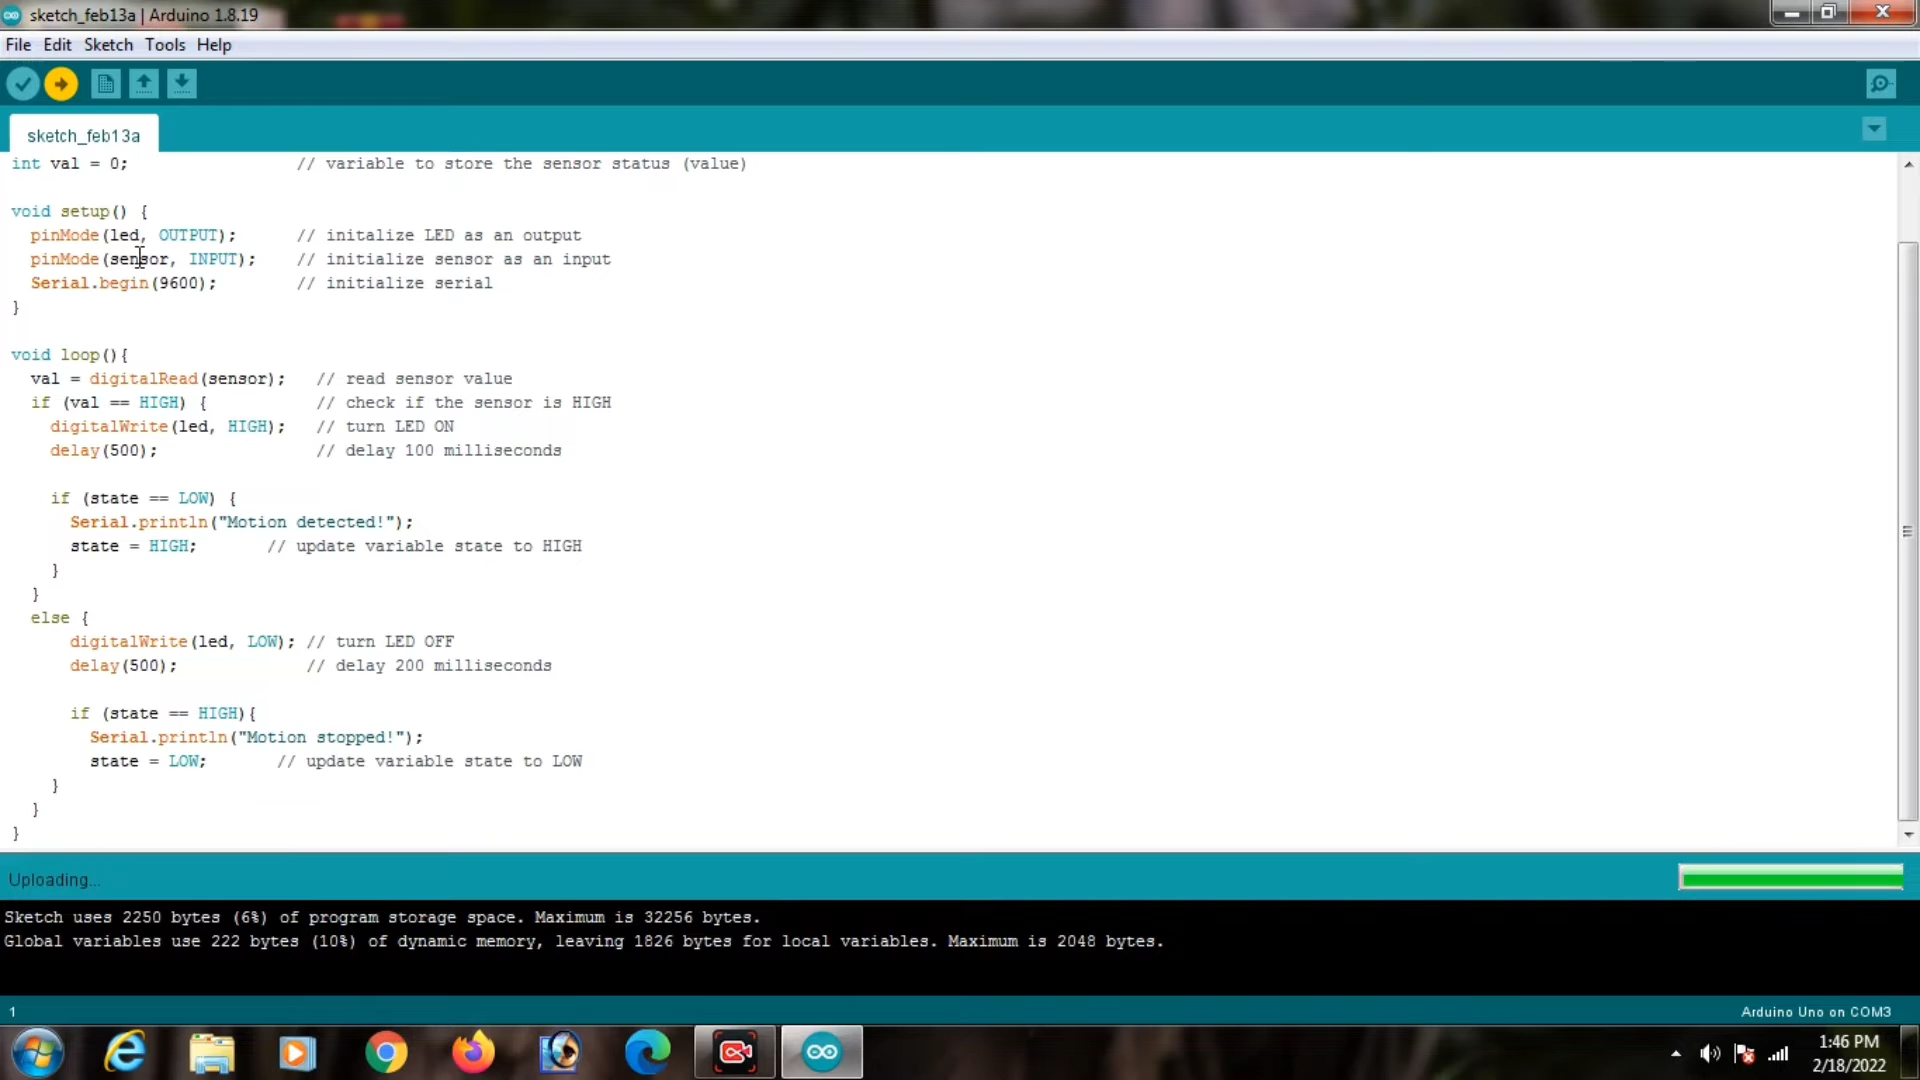 sketch_feb13a | Arduino 1.8.19
File Edit Sketch Tools Help
sketch_feb13a
int val = 0;                 // variable to store the sensor status (value)
void setup() {
  pinMode(led, OUTPUT);      // initalize LED as an output
  pinMode(sensor, INPUT);    // initialize sensor as an input
  Serial.begin(9600);        // initialize serial
}
void loop(){
  val = digitalRead(sensor);   // read sensor value
  if (val == HIGH) {           // check if the sensor is HIGH
    digitalWrite(led, HIGH);   // turn LED ON
    delay(500);                // delay 100 milliseconds
    if (state == LOW) {
      Serial.println("Motion detected!");
      state = HIGH;       // update variable state to HIGH
    }
  }
  else {
      digitalWrite(led, LOW); // turn LED OFF
      delay(500);             // delay 200 milliseconds
      if (state == HIGH){
        Serial.println("Motion stopped!");
        state = LOW;       // update variable state to LOW
    }
  }
}
Uploading...
Sketch uses 2250 bytes (6%) of program storage space. Maximum is 32256 bytes.
Global variables use 222 bytes (10%) of dynamic memory, leaving 1826 bytes for local variables. Maximum is 2048 bytes.
1
Arduino Uno on COM3
1:46 PM
2/18/2022